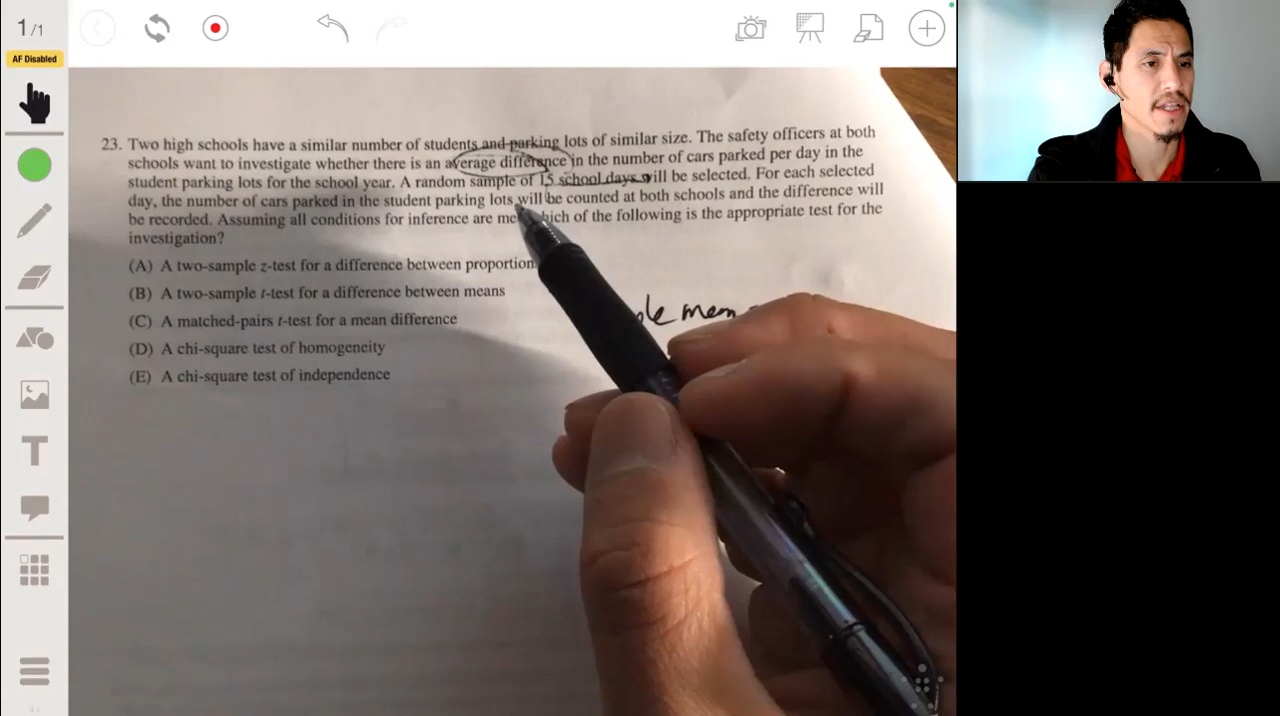 1/1
AF Disabled
23. Two high schools have a similar number of students and parking lots of similar size. The safety officers at both
schools want to investigate whether there is an average difference in the number of cars parked per day in the
student parking lots for the school year. A random sample of 15 school days will be selected. For each selected
day, the number of cars parked in the student parking lots will be counted at both schools and the difference will
be recorded. Assuming all conditions for inference are which of the following is the appropriate test for the
investigation?
(A) A two-sample z-test for a difference between proportion
(B) A two-sample t-test for a difference between means
(C) A matched-pairs t-test for a mean difference
(D) A chi-square test of homogeneity
(E) A chi-square test of independence
T